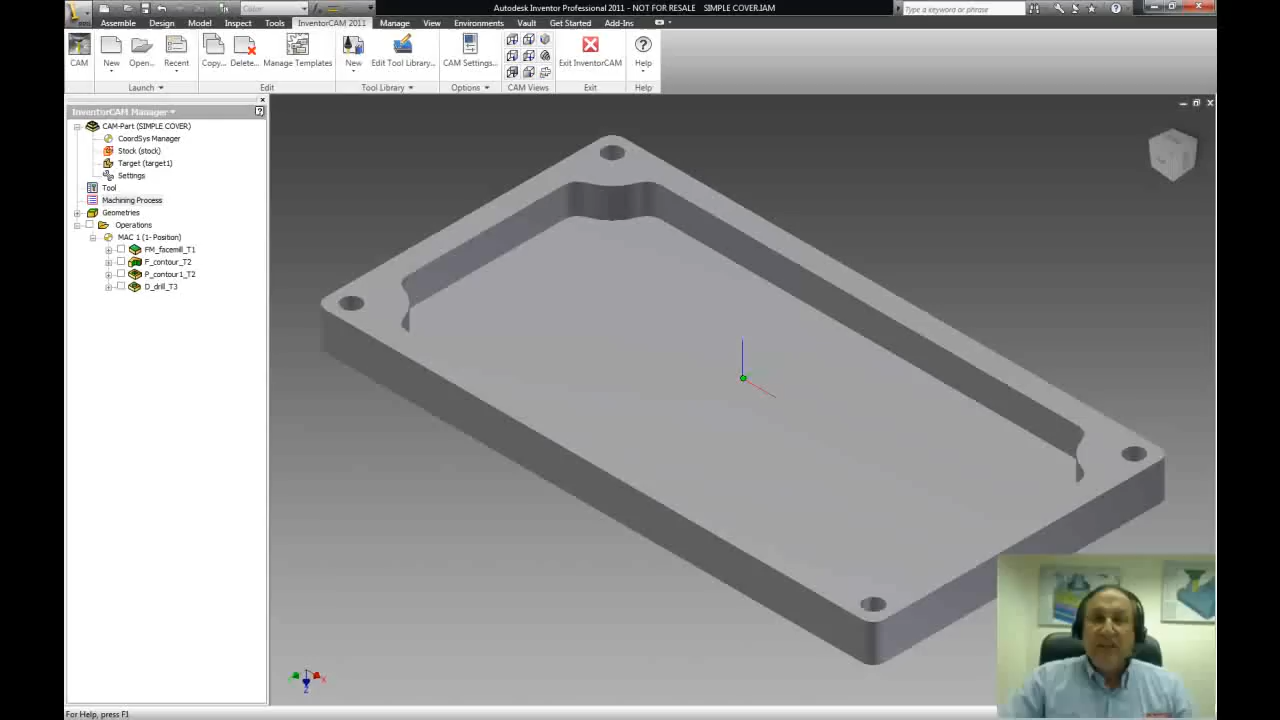 Autodesk Inventor Professional 2011 - NOT FOR RESALE SIMPLE COVER.IAM
Type a keyword or phrase
Color
PRO
Assemble Design Model Inspect Tools InventorCAM 2011 Manage View Environments Vault Get Started Add-Ins
CAM New Open... Recent Copy... Delete... Manage Templates New Edit Tool Library... CAM Settings... Exit InventorCAM Help
Launch Edit Tool Library Options CAM Views Exit Help
InventorCAM Manager
CAM-Part (SIMPLE COVER)
CoordSys Manager
Stock (stock)
Target (target1)
Settings
Tool
Machining Process
Geometries
Operations
MAC 1 (1- Position)
FM_facemill_T1
F_contour_T2
P_contour1_T2
D_drill_T3
X
Z
For Help, press F1